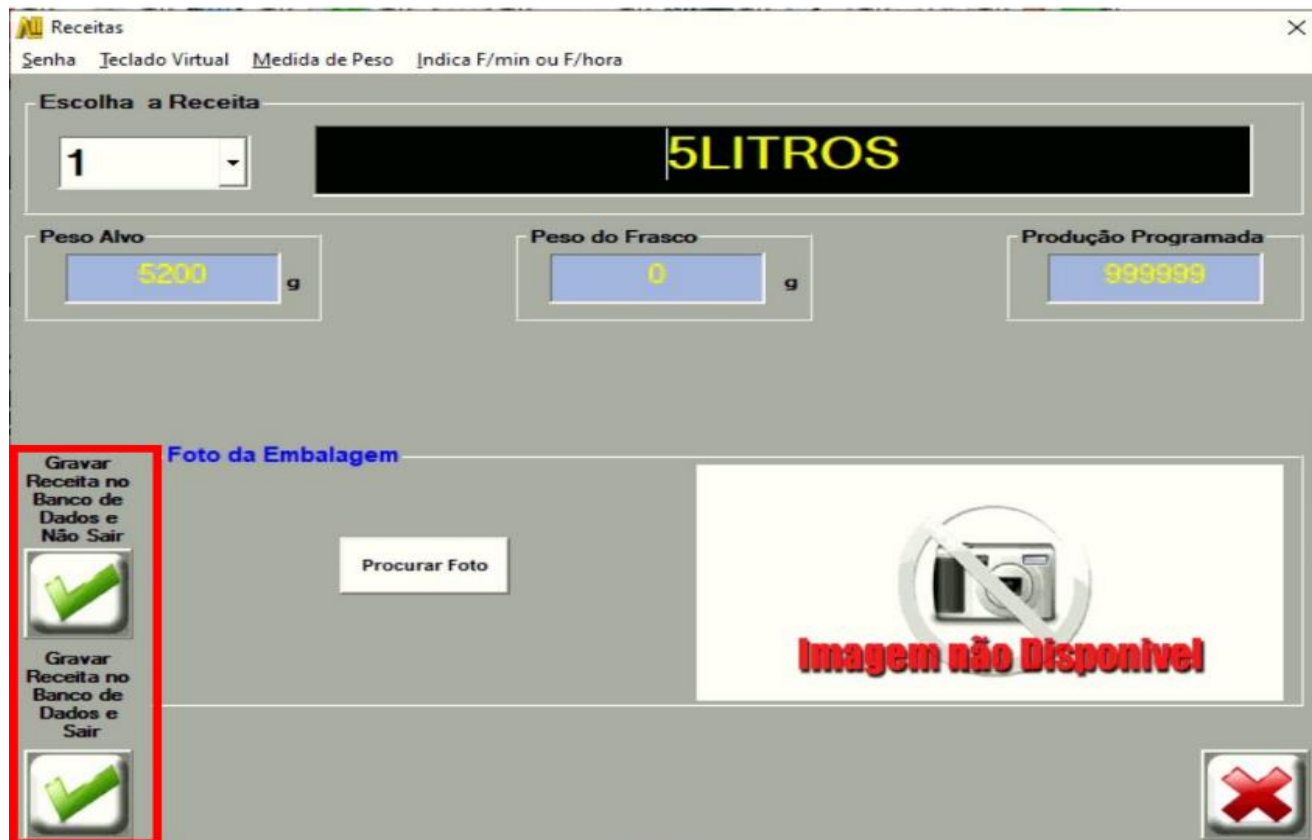 Receitas
Senha Teclado Virtual Medida de Peso Indica F/min ou F/hora
Escolha a Receita
1 5LITROS
Peso Alvo Peso do Frasco Produção Programada
5200 g 0 g 999999
Foto da Embalagem
Gravar
Receita no
Banco de
Dados e
Não Sair
Procurar Foto
Imagem não Disponivel
Gravar
Receita no
Banco de
Dados e
Sair